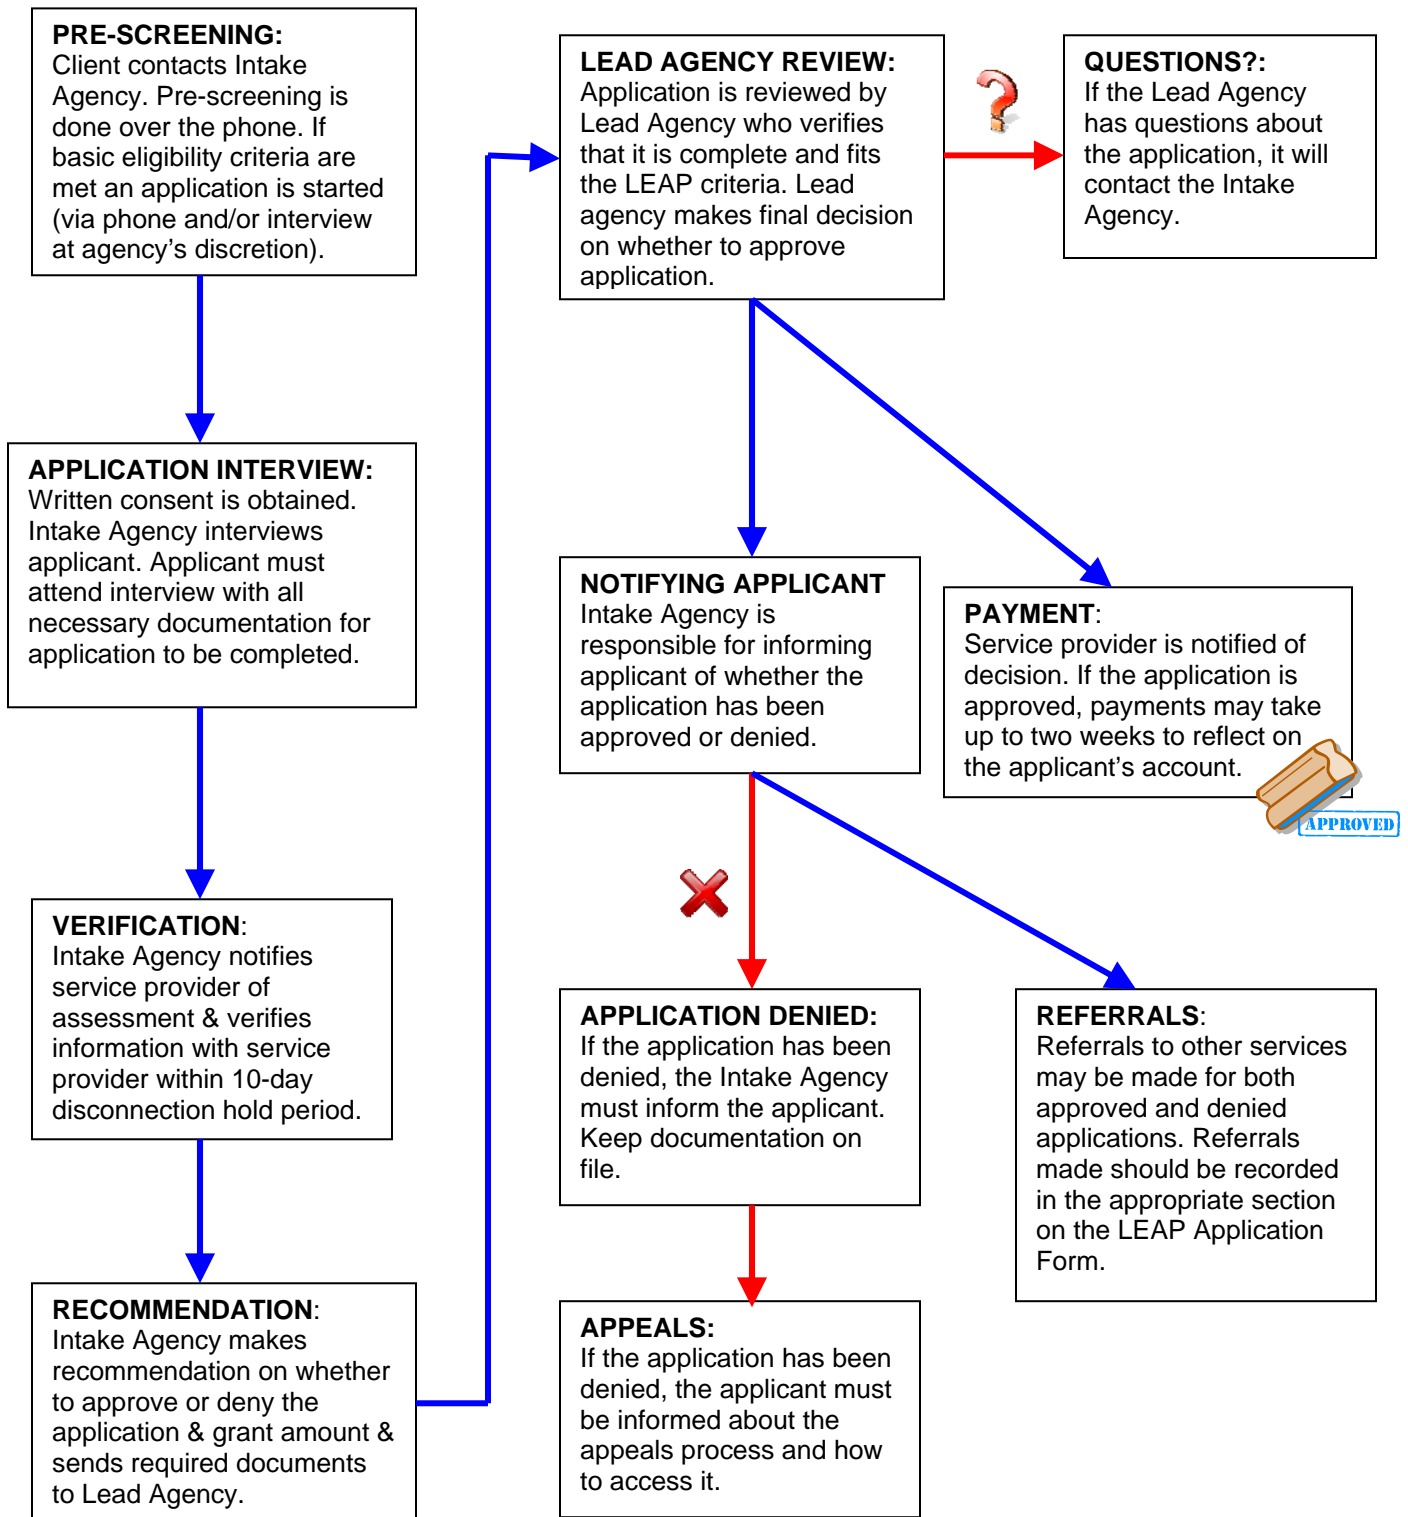 PRE-SCREENING:
Client contacts Intake
Agency. Pre-screening is
done over the phone. If
basic eligibility criteria are
met an application is started
(via phone and/or interview
at agency’s discretion).
APPLICATION INTERVIEW:
Written consent is obtained.
Intake Agency interviews
applicant. Applicant must
attend interview with all
necessary documentation for
application to be completed.
VERIFICATION:
Intake Agency notifies
service provider of
assessment & verifies
information with service
provider within 10-day
disconnection hold period.
RECOMMENDATION:
Intake Agency makes
recommendation on whether
to approve or deny the
application & grant amount &
sends required documents
to Lead Agency.
LEAD AGENCY REVIEW:
Application is reviewed by
Lead Agency who verifies
that it is complete and fits
the LEAP criteria. Lead
agency makes final decision
on whether to approve
application.
QUESTIONS?:
If the Lead Agency
has questions about
the application, it will
contact the Intake
Agency.
NOTIFYING APPLICANT
Intake Agency is
responsible for informing
applicant of whether the
application has been
approved or denied.
PAYMENT:
Service provider is notified of
decision. If the application is
approved, payments may take
up to two weeks to reflect on
the applicant’s account.
APPROVED
APPLICATION DENIED:
If the application has been
denied, the Intake Agency
must inform the applicant.
Keep documentation on
file.
REFERRALS:
Referrals to other services
may be made for both
approved and denied
applications. Referrals
made should be recorded
in the appropriate section
on the LEAP Application
Form.
APPEALS:
If the application has been
denied, the applicant must
be informed about the
appeals process and how
to access it.